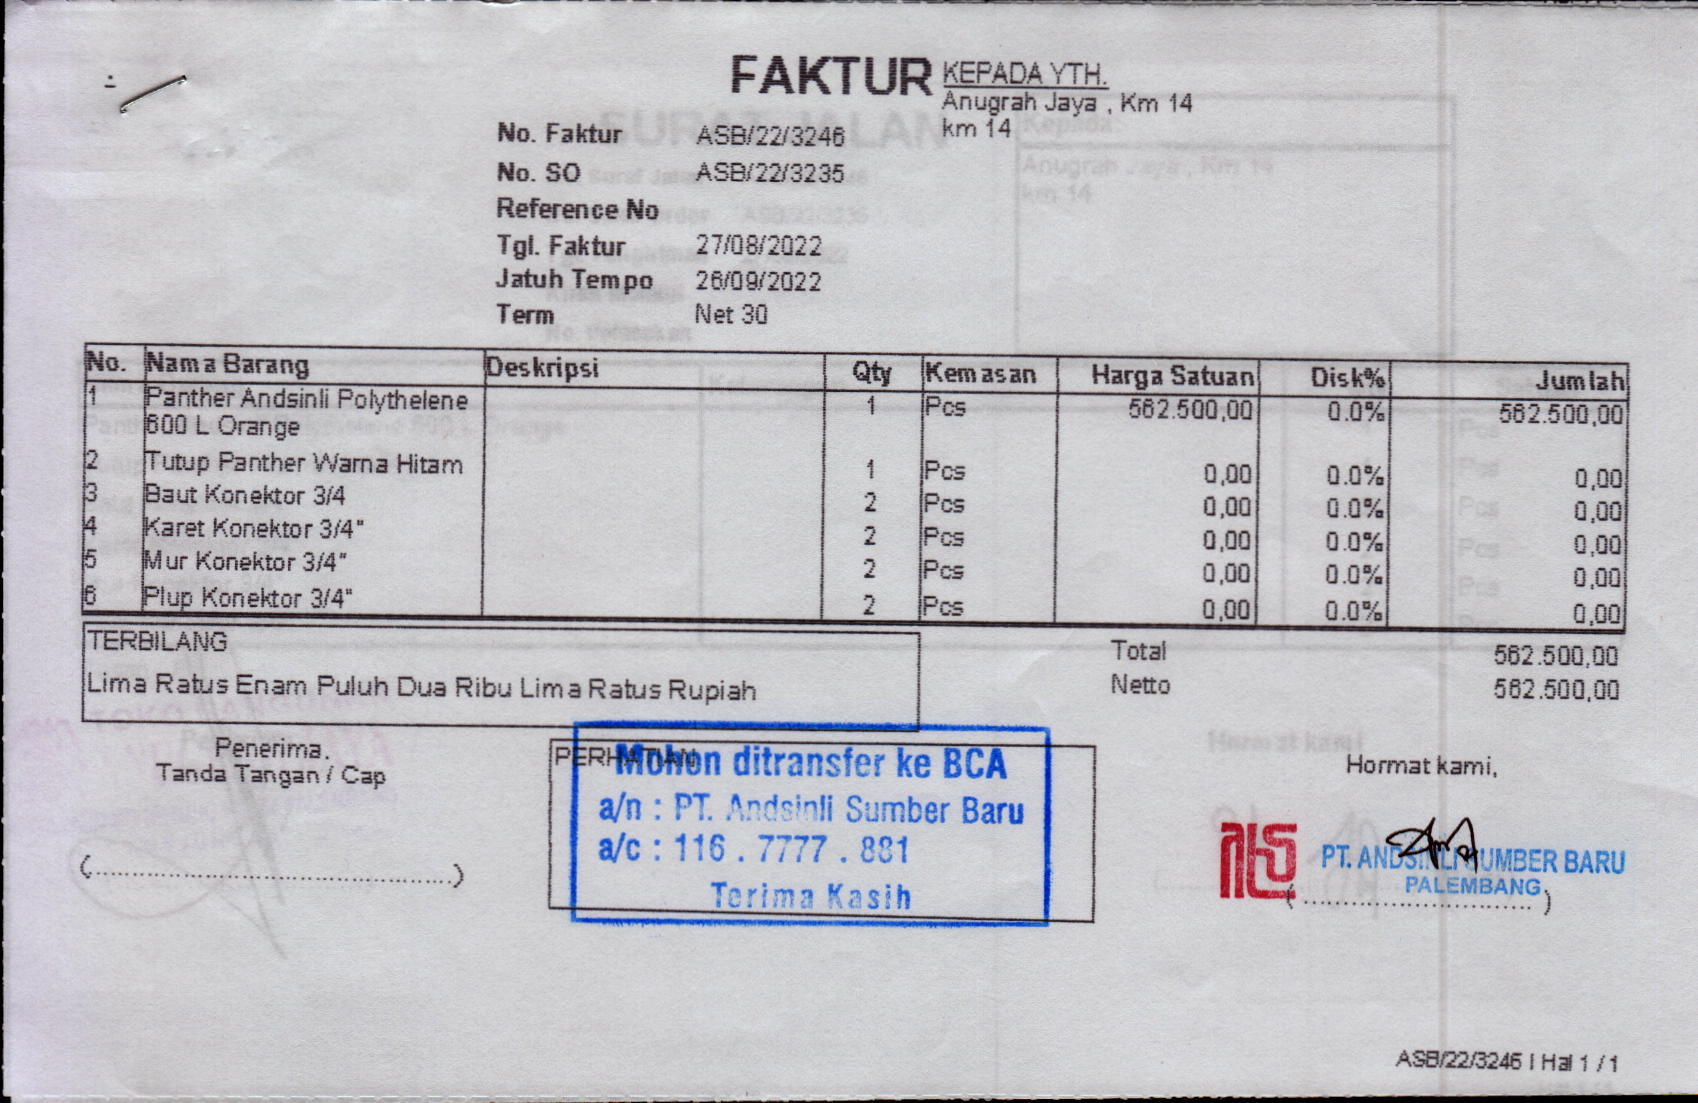 FAKTUR
KEPADA YTH.
Anugrah Jaya , Km 14
km 14
No. Faktur ASB/22/3246
No. SO ASB/22/3235
Reference No
Tgl. Faktur 27/08/2022
Jatuh Tempo 26/09/2022
Term Net 30
No. Nama Barang Deskripsi Qty Kemasan Harga Satuan Disk% Jumlah
1 Panther Andsinli Polythelene 1 Pcs 562.500,00 0.0% 562.500,00
600 L Orange
2 Tutup Panther Warna Hitam 1 Pcs 0,00 0.0% 0,00
3 Baut Konektor 3/4 2 Pcs 0,00 0.0% 0,00
4 Karet Konektor 3/4" 2 Pcs 0,00 0.0% 0,00
5 Mur Konektor 3/4" 2 Pcs 0,00 0.0% 0,00
6 Plup Konektor 3/4" 2 Pcs 0,00 0.0% 0,00
TERBILANG
Lima Ratus Enam Puluh Dua Ribu Lima Ratus Rupiah
Total 562.500,00
Netto 562.500,00
Penerima.
Tanda Tangan / Cap
(..........)
PERHATIAN
Mohon ditransfer ke BCA
a/n : PT. Andsinli Sumber Baru
a/c : 116 . 7777 . 881
Terima Kasih
Hormat kami,
PT. ANDSINLI SUMBER BARU
PALEMBANG
(..........)
ASB/22/3246 | Hal 1 / 1